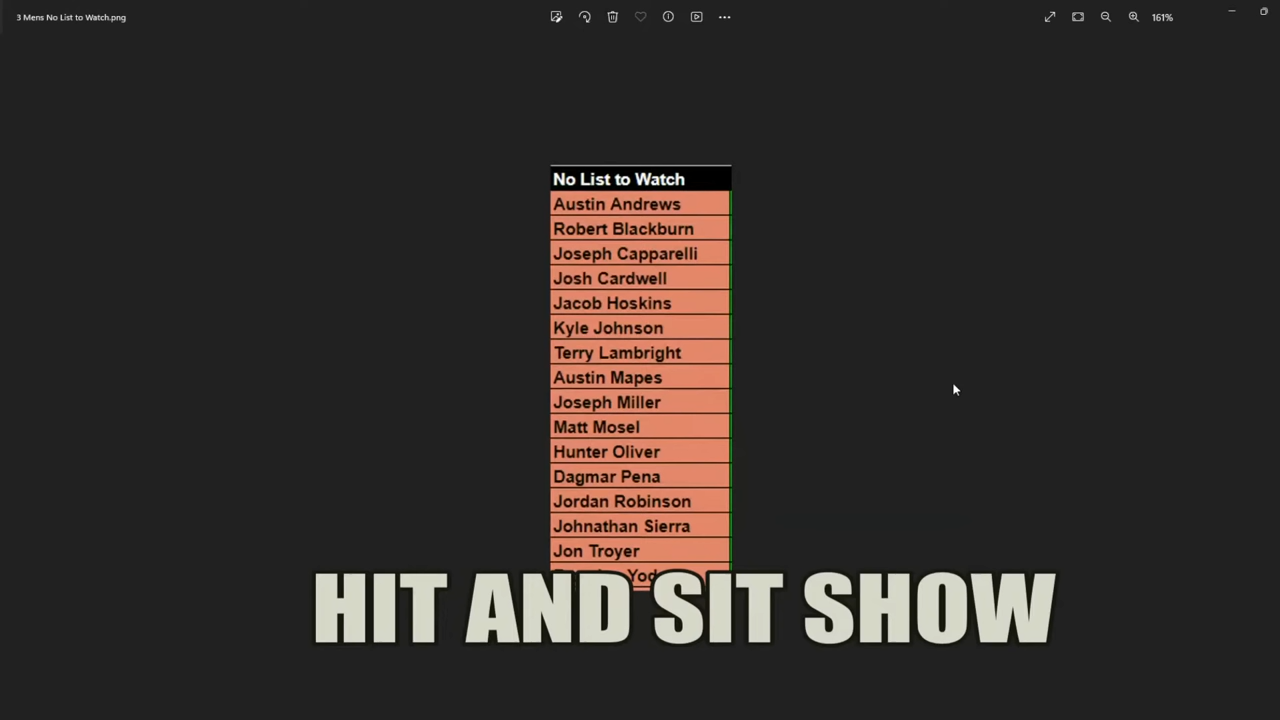 3 Mens No List to Watch.png
161%
No List to Watch
Austin Andrews
Robert Blackburn
Joseph Capparelli
Josh Cardwell
Jacob Hoskins
Kyle Johnson
Terry Lambright
Austin Mapes
Joseph Miller
Matt Mosel
Hunter Oliver
Dagmar Pena
Jordan Robinson
Johnathan Sierra
Jon Troyer
HIT AND SIT SHOW